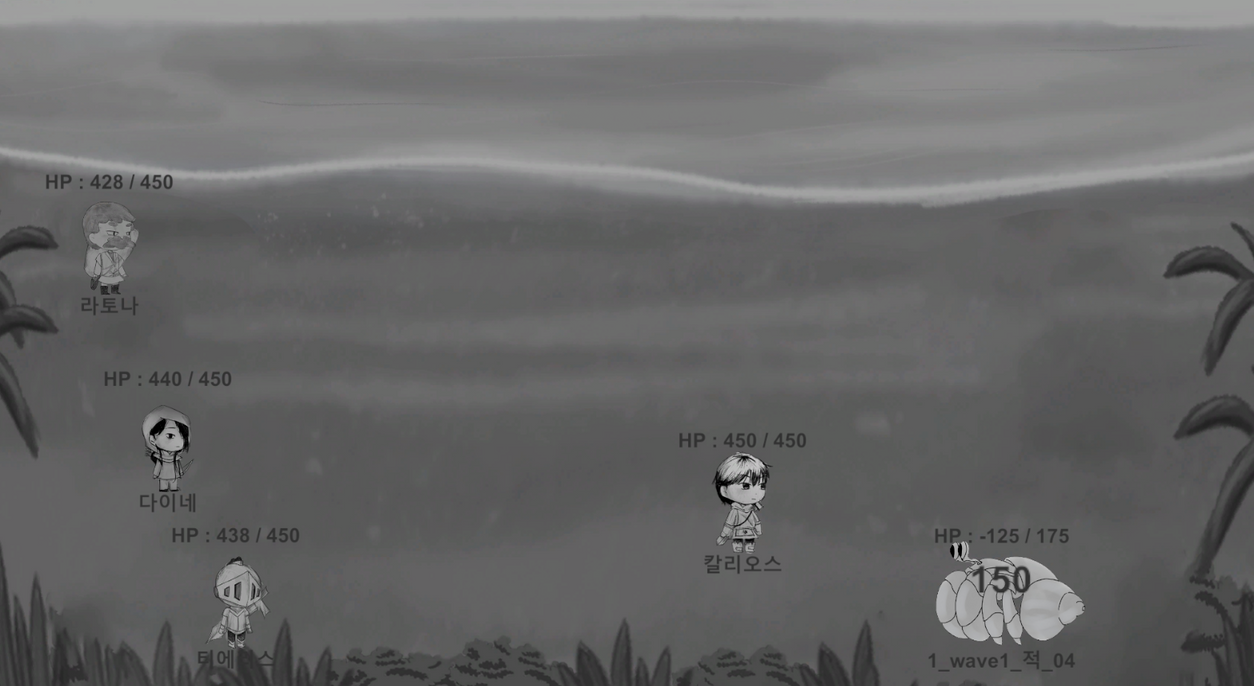 HP : 428 / 450
라토나
HP : 440 / 450
다이네
HP : 450 / 450
칼리오스
HP : 438 / 450
HP : -125 / 175
150
1_wave1_적_04